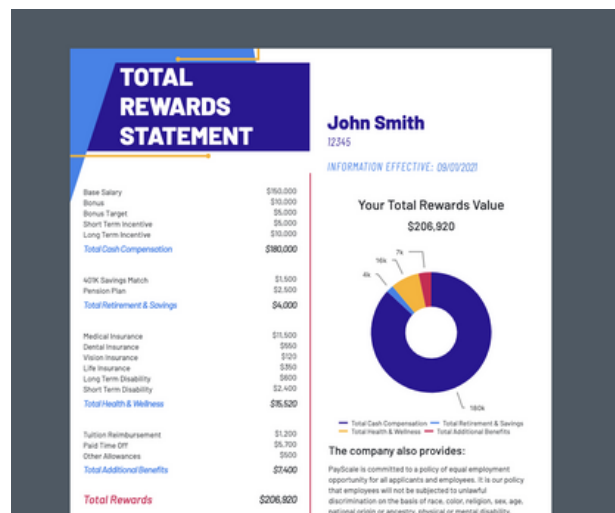 TOTAL
REWARDS
STATEMENT
John Smith
12345
INFORMATION EFFECTIVE: 09/01/2021
Base Salary $150,000
Bonus $10,000
Bonus Target $5,000
Short Term Incentive $5,000
Long Term Incentive $10,000
Total Cash Compensation $180,000
401K Savings Match $1,500
Pension Plan $2,500
Total Retirement & Savings $4,000
Medical Insurance $11,500
Dental Insurance $550
Vision Insurance $120
Life Insurance $350
Long Term Disability $600
Short Term Disability $2,400
Total Health & Wellness $15,520
Tuition Reimbursement $1,200
Paid Time Off $5,700
Other Allowances $500
Total Additional Benefits $7,400
Total Rewards $206,920
Your Total Rewards Value
$206,920
7k
16k
4k
180k
Total Cash Compensation Total Retirement & Savings
Total Health & Wellness Total Additional Benefits
The company also provides:
PayScale is committed to a policy of equal employment
opportunity for all applicants and employees. It is our policy
that employees will not be subjected to unlawful
discrimination on the basis of race, color, religion, sex, age,
national origin or ancestry, physical or mental disability,